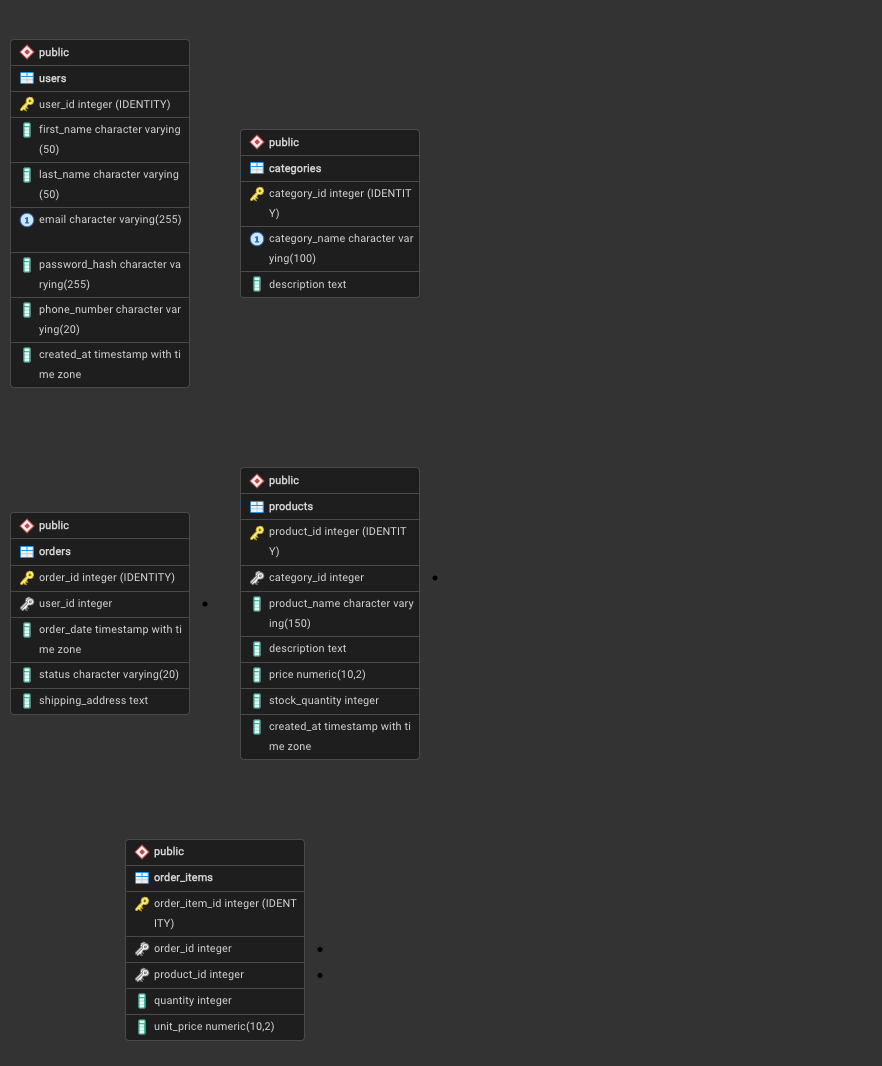 public
users
user_id integer (IDENTITY)
first_name character varying
(50)
last_name character varying
(50)
email character varying(255)
password_hash character va
rying(255)
phone_number character var
ying(20)
created_at timestamp with ti
me zone
public
categories
category_id integer (IDENTIT
Y)
category_name character var
ying(100)
description text
public
orders
order_id integer (IDENTITY)
user_id integer
order_date timestamp with ti
me zone
status character varying(20)
shipping_address text
public
products
product_id integer (IDENTIT
Y)
category_id integer
product_name character vary
ing(150)
description text
price numeric(10,2)
stock_quantity integer
created_at timestamp with ti
me zone
public
order_items
order_item_id integer (IDENT
ITY)
order_id integer
product_id integer
quantity integer
unit_price numeric(10,2)